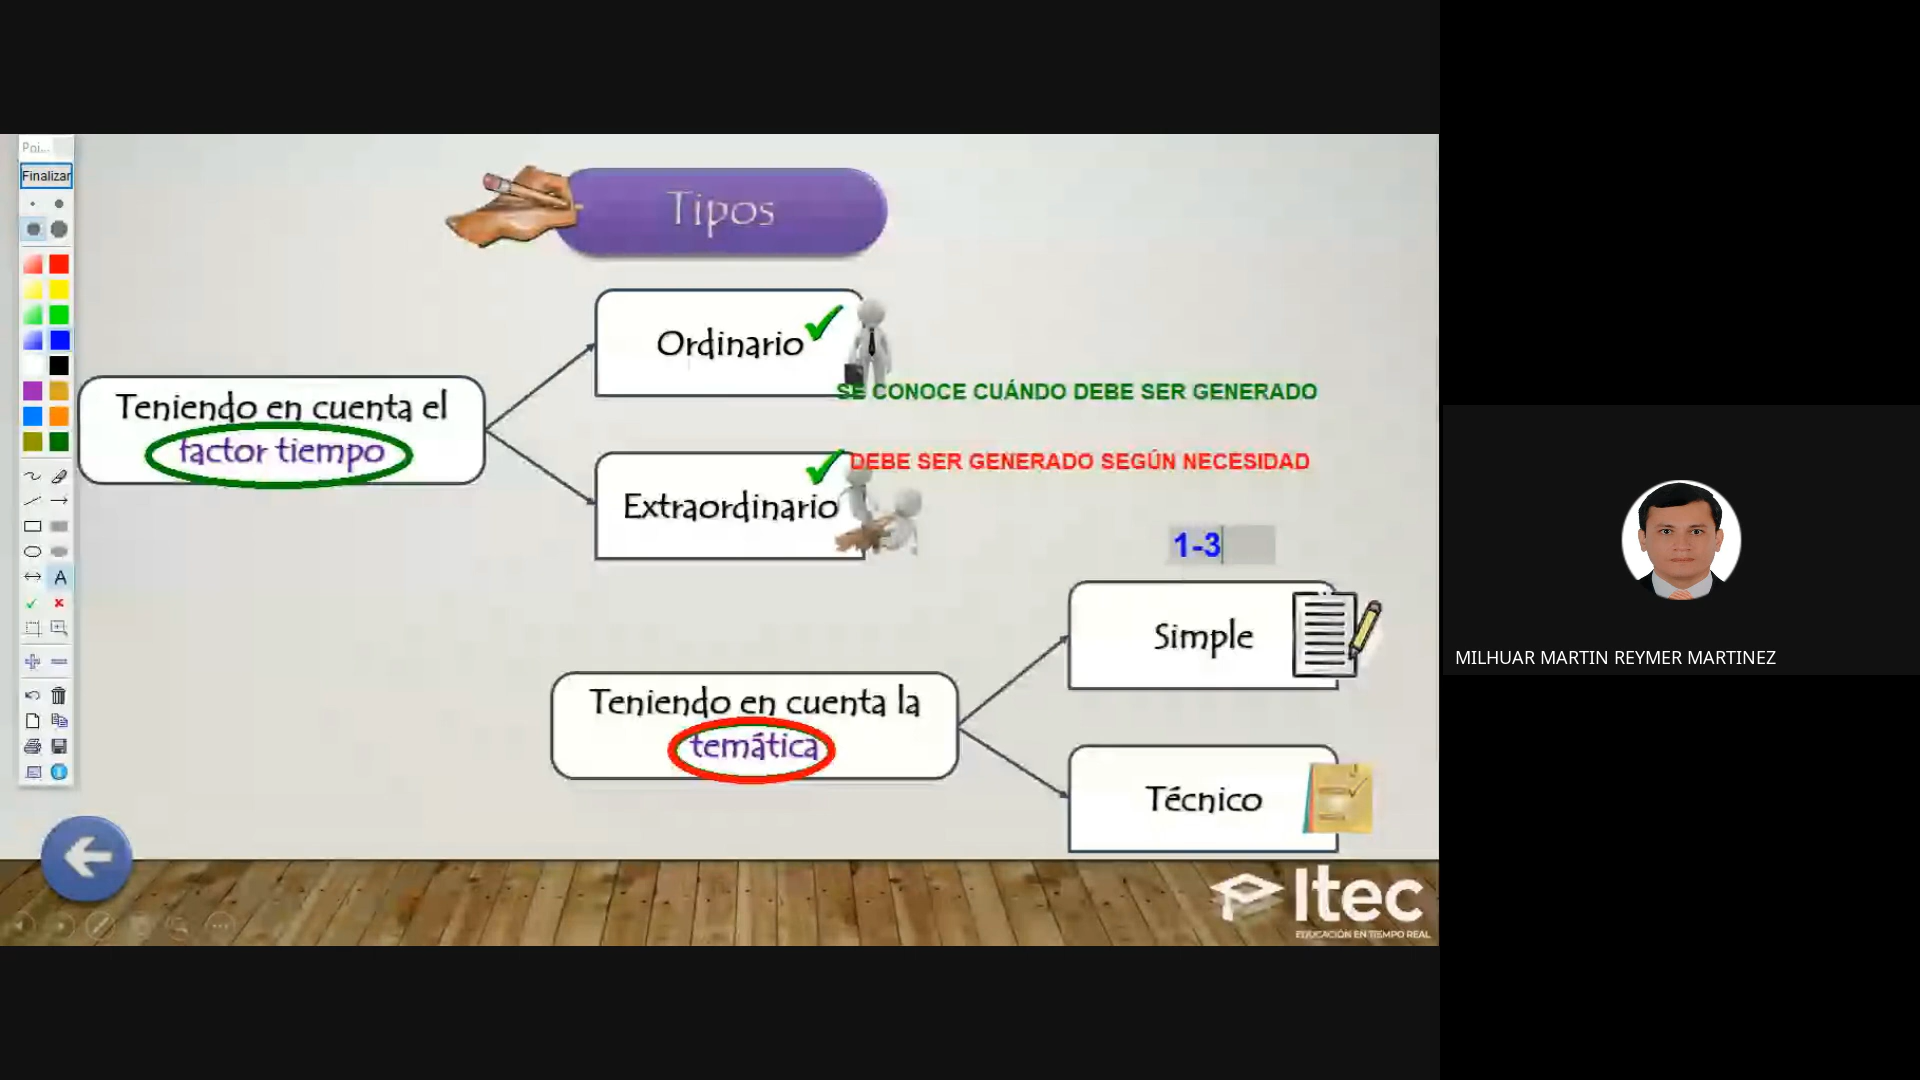 Poi...
Finalizar
Tipos
Ordinario
SE CONOCE CUÁNDO DEBE SER GENERADO
Teniendo en cuenta el
factor tiempo
DEBE SER GENERADO SEGÚN NECESIDAD
Extraordinario
1-3
Simple
Teniendo en cuenta la
temática
Técnico
A
Itec
EDUCACIÓN EN TIEMPO REAL
MILHUAR MARTIN REYMER MARTINEZ